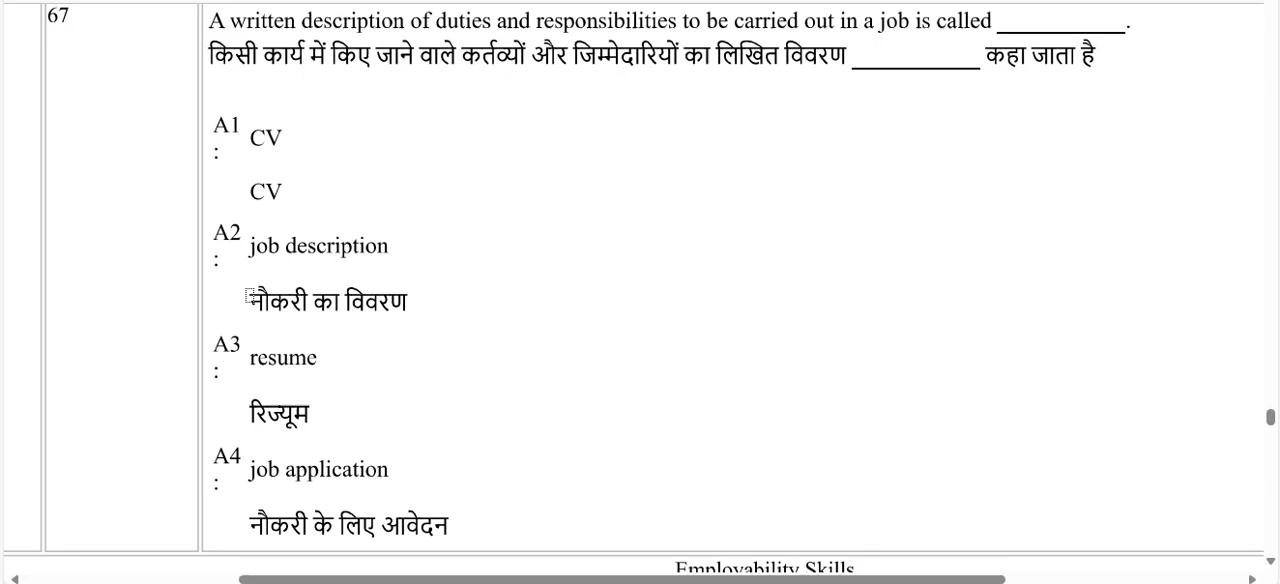 67
A written description of duties and responsibilities to be carried out in a job is called ___________.
किसी कार्य में किए जाने वाले कर्तव्यों और जिम्मेदारियों का लिखित विवरण ___________ कहा जाता है
A1
:
CV
CV
A2
:
job description
नौकरी का विवरण
A3
:
resume
रिज्यूम
A4
:
job application
नौकरी के लिए आवेदन
Employability Skills